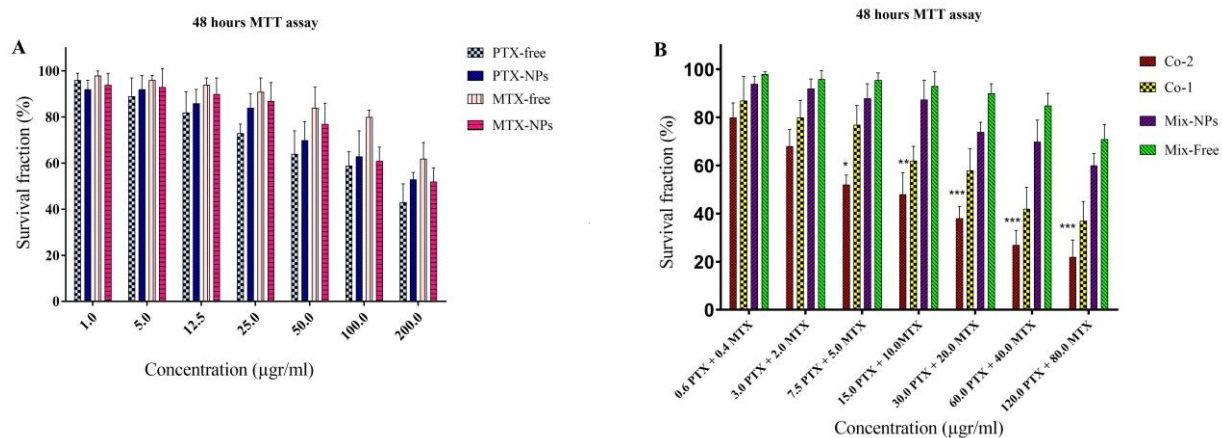 48 hours MTT assay
A
PTX-free
PTX-NPs
MTX-free
MTX-NPs
Survival fraction (%)
100
80
60
40
20
0
1.0
5.0
12.5
25.0
50.0
100.0
200.0
Concentration (µgr/ml)
48 hours MTT assay
B
Co-2
Co-1
Mix-NPs
Mix-Free
Survival fraction (%)
100
80
60
40
20
0
*
**
***
***
***
0.6 PTX + 0.4 MTX
3.0 PTX + 2.0 MTX
7.5 PTX + 5.0 MTX
15.0 PTX + 10.0MTX
30.0 PTX + 20.0 MTX
60.0 PTX + 40.0 MTX
120.0 PTX + 80.0 MTX
Concentration (µgr/ml)